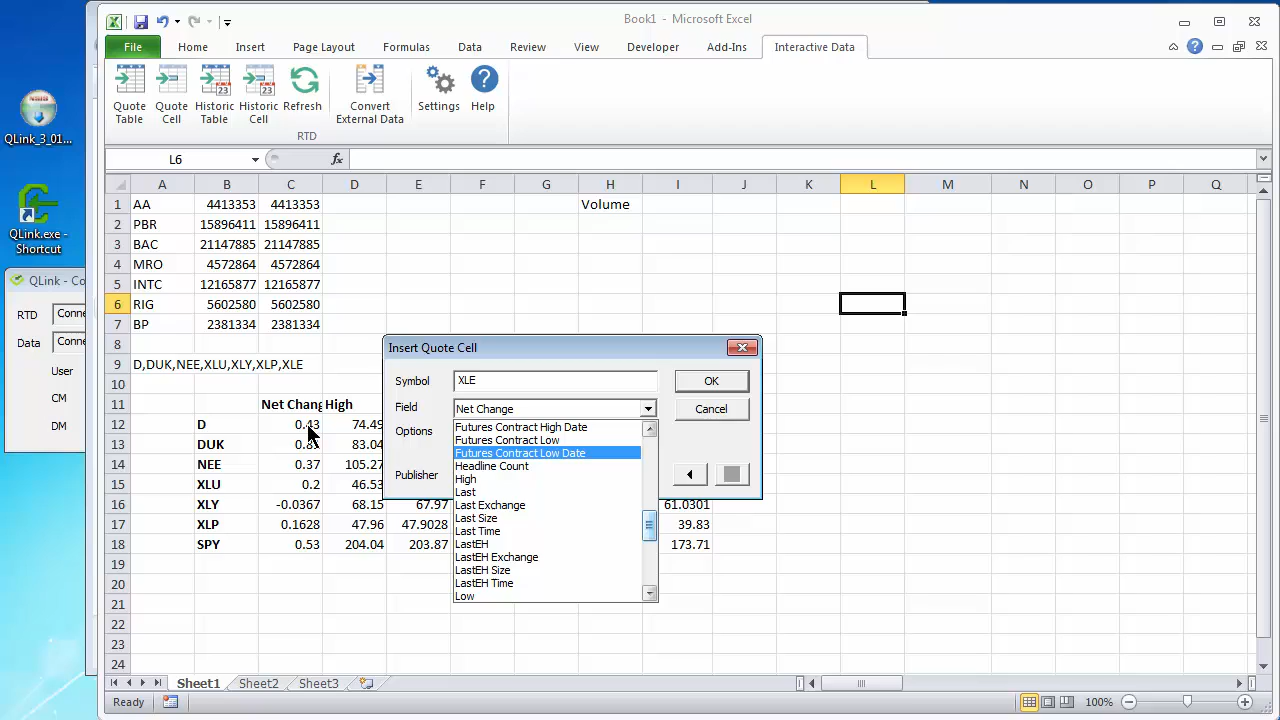 Book1 - Microsoft Excel
File Home Insert Page Layout Formulas Data Review View Developer Add-Ins Interactive Data
Quote Table Quote Cell Historic Table Historic Cell Refresh Convert External Data Settings Help
RTD
L6 fx
A B C D E F G H I J K L M N O P Q
1 AA 4413353 4413353 Volume
2 PBR 15896411 15896411
3 BAC 21147885 21147885
4 MRO 4572864 4572864
5 INTC 12165877 12165877
6 RIG 5602580 5602580
7 BP 2381334 2381334
8
9 D,DUK,NEE,XLU,XLY,XLP,XLE
10
11 Net Chang High
12 D 0.43 74.49
13 DUK 83.04
14 NEE 0.37 105.27
15 XLU 0.2 46.53
16 XLY -0.0367 68.15 67.97 61.0301
17 XLP 0.1628 47.96 47.9028 39.83
18 SPY 0.53 204.04 203.87 173.71
19
20
21
22
23
24
Insert Quote Cell
Symbol XLE OK
Field Net Change Cancel
Options
Publisher
Futures Contract High Date
Futures Contract Low
Futures Contract Low Date
Headline Count
High
Last
Last Exchange
Last Size
Last Time
LastEH
LastEH Exchange
LastEH Size
LastEH Time
Low
Sheet1 Sheet2 Sheet3
Ready 100%
QLink_3_01...
QLink.exe - Shortcut
QLink - Co
RTD Conne
Data Conne
User
CM
DM